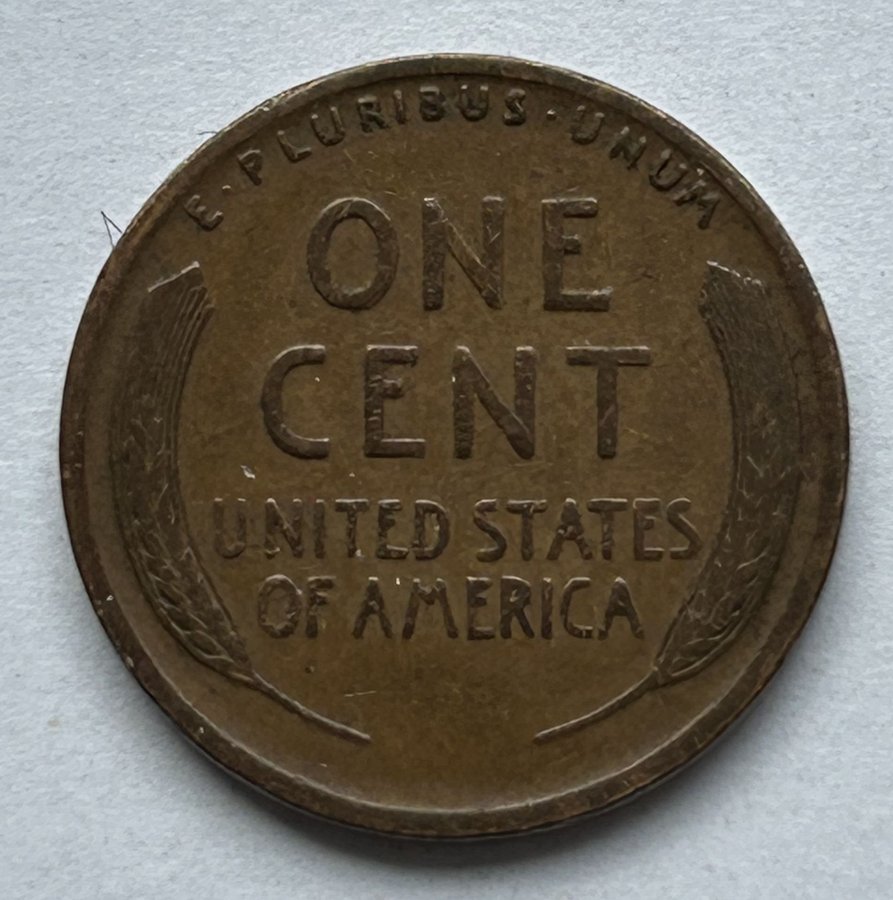 E·PLURIBUS·UNUM
ONE
CENT
UNITED STATES
OF AMERICA